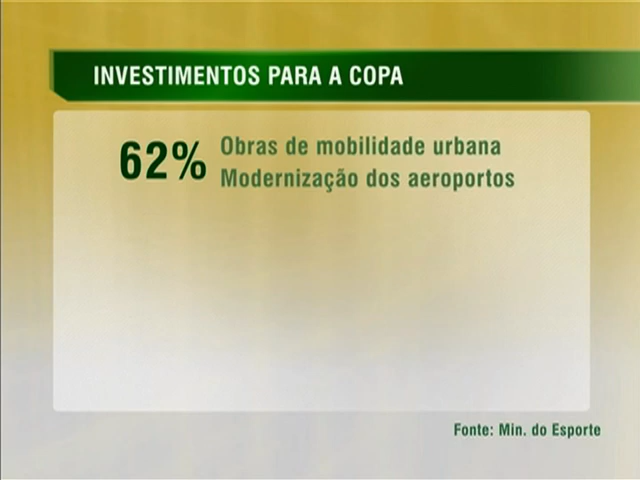 INVESTIMENTOS PARA A COPA
62%
Obras de mobilidade urbana
Modernização dos aeroportos
Fonte: Min. do Esporte